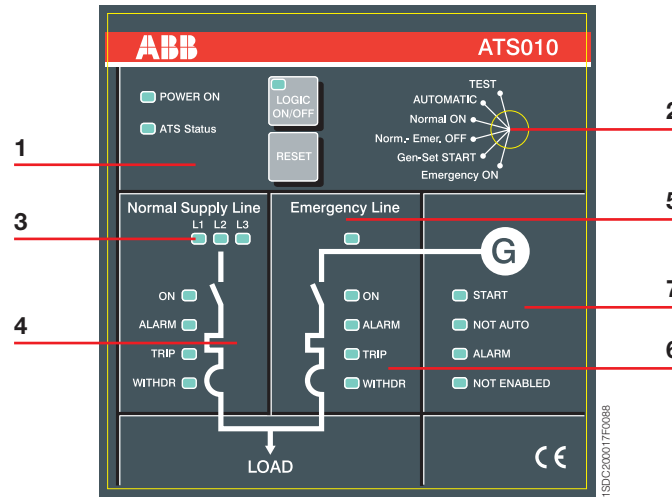 ABB
ATS010
POWER ON
ATS Status
LOGIC
ON/OFF
RESET
TEST
AUTOMATIC
Normal ON
Norm.- Emer. OFF
Gen-Set START
Emergency ON
1
2
Normal Supply Line
L1 L2 L3
Emergency Line
3
5
G
ON
ALARM
TRIP
WITHDR
4
ON
ALARM
TRIP
WITHDR
START
NOT AUTO
ALARM
NOT ENABLED
7
6
LOAD
CE
1SDC200017F0088